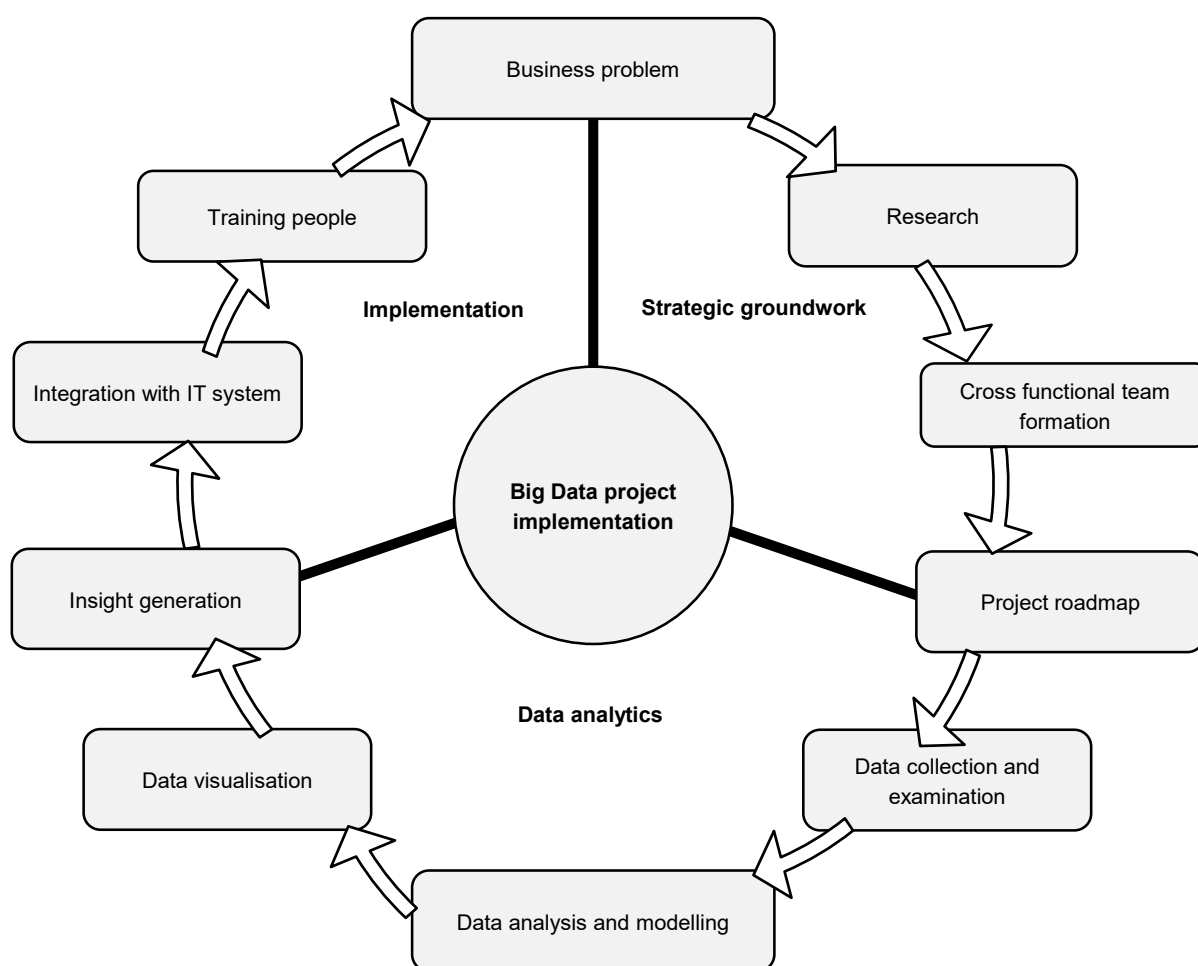 Business problem
Training people
Research
Implementation
Strategic groundwork
Integration with IT system
Cross functional team
formation
Big Data project
implementation
Insight generation
Project roadmap
Data analytics
Data visualisation
Data collection and
examination
Data analysis and modelling